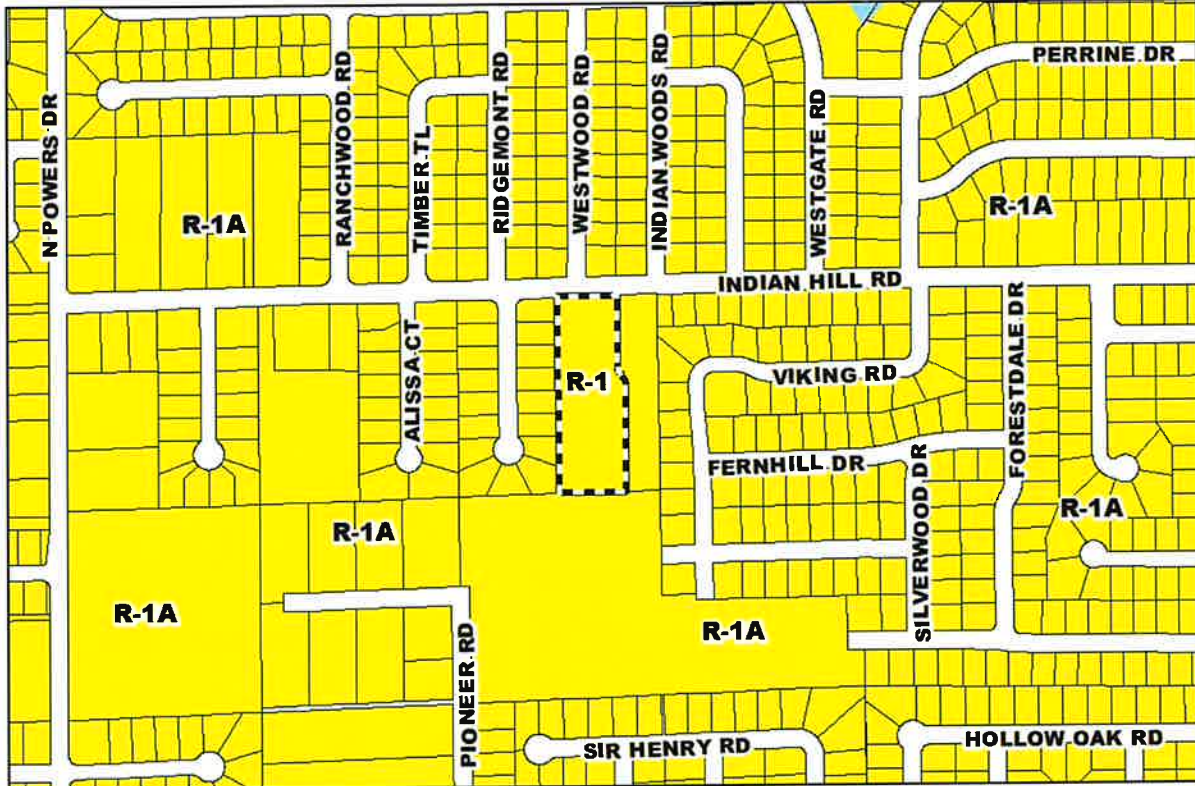 PERRINE DR
N POWERS DR
RANCHWOOD RD
TIMBER TL
RIDGEMONT RD
WESTWOOD RD
INDIAN WOODS RD
WESTGATE RD
R-1A
R-1A
INDIAN HILL RD
FORESTDALE DR
ALISSA CT
R-1
VIKING RD
FERNHILL DR
SILVERWOOD DR
R-1A
R-1A
R-1A
R-1A
PIONEER RD
SIR HENRY RD
HOLLOW OAK RD